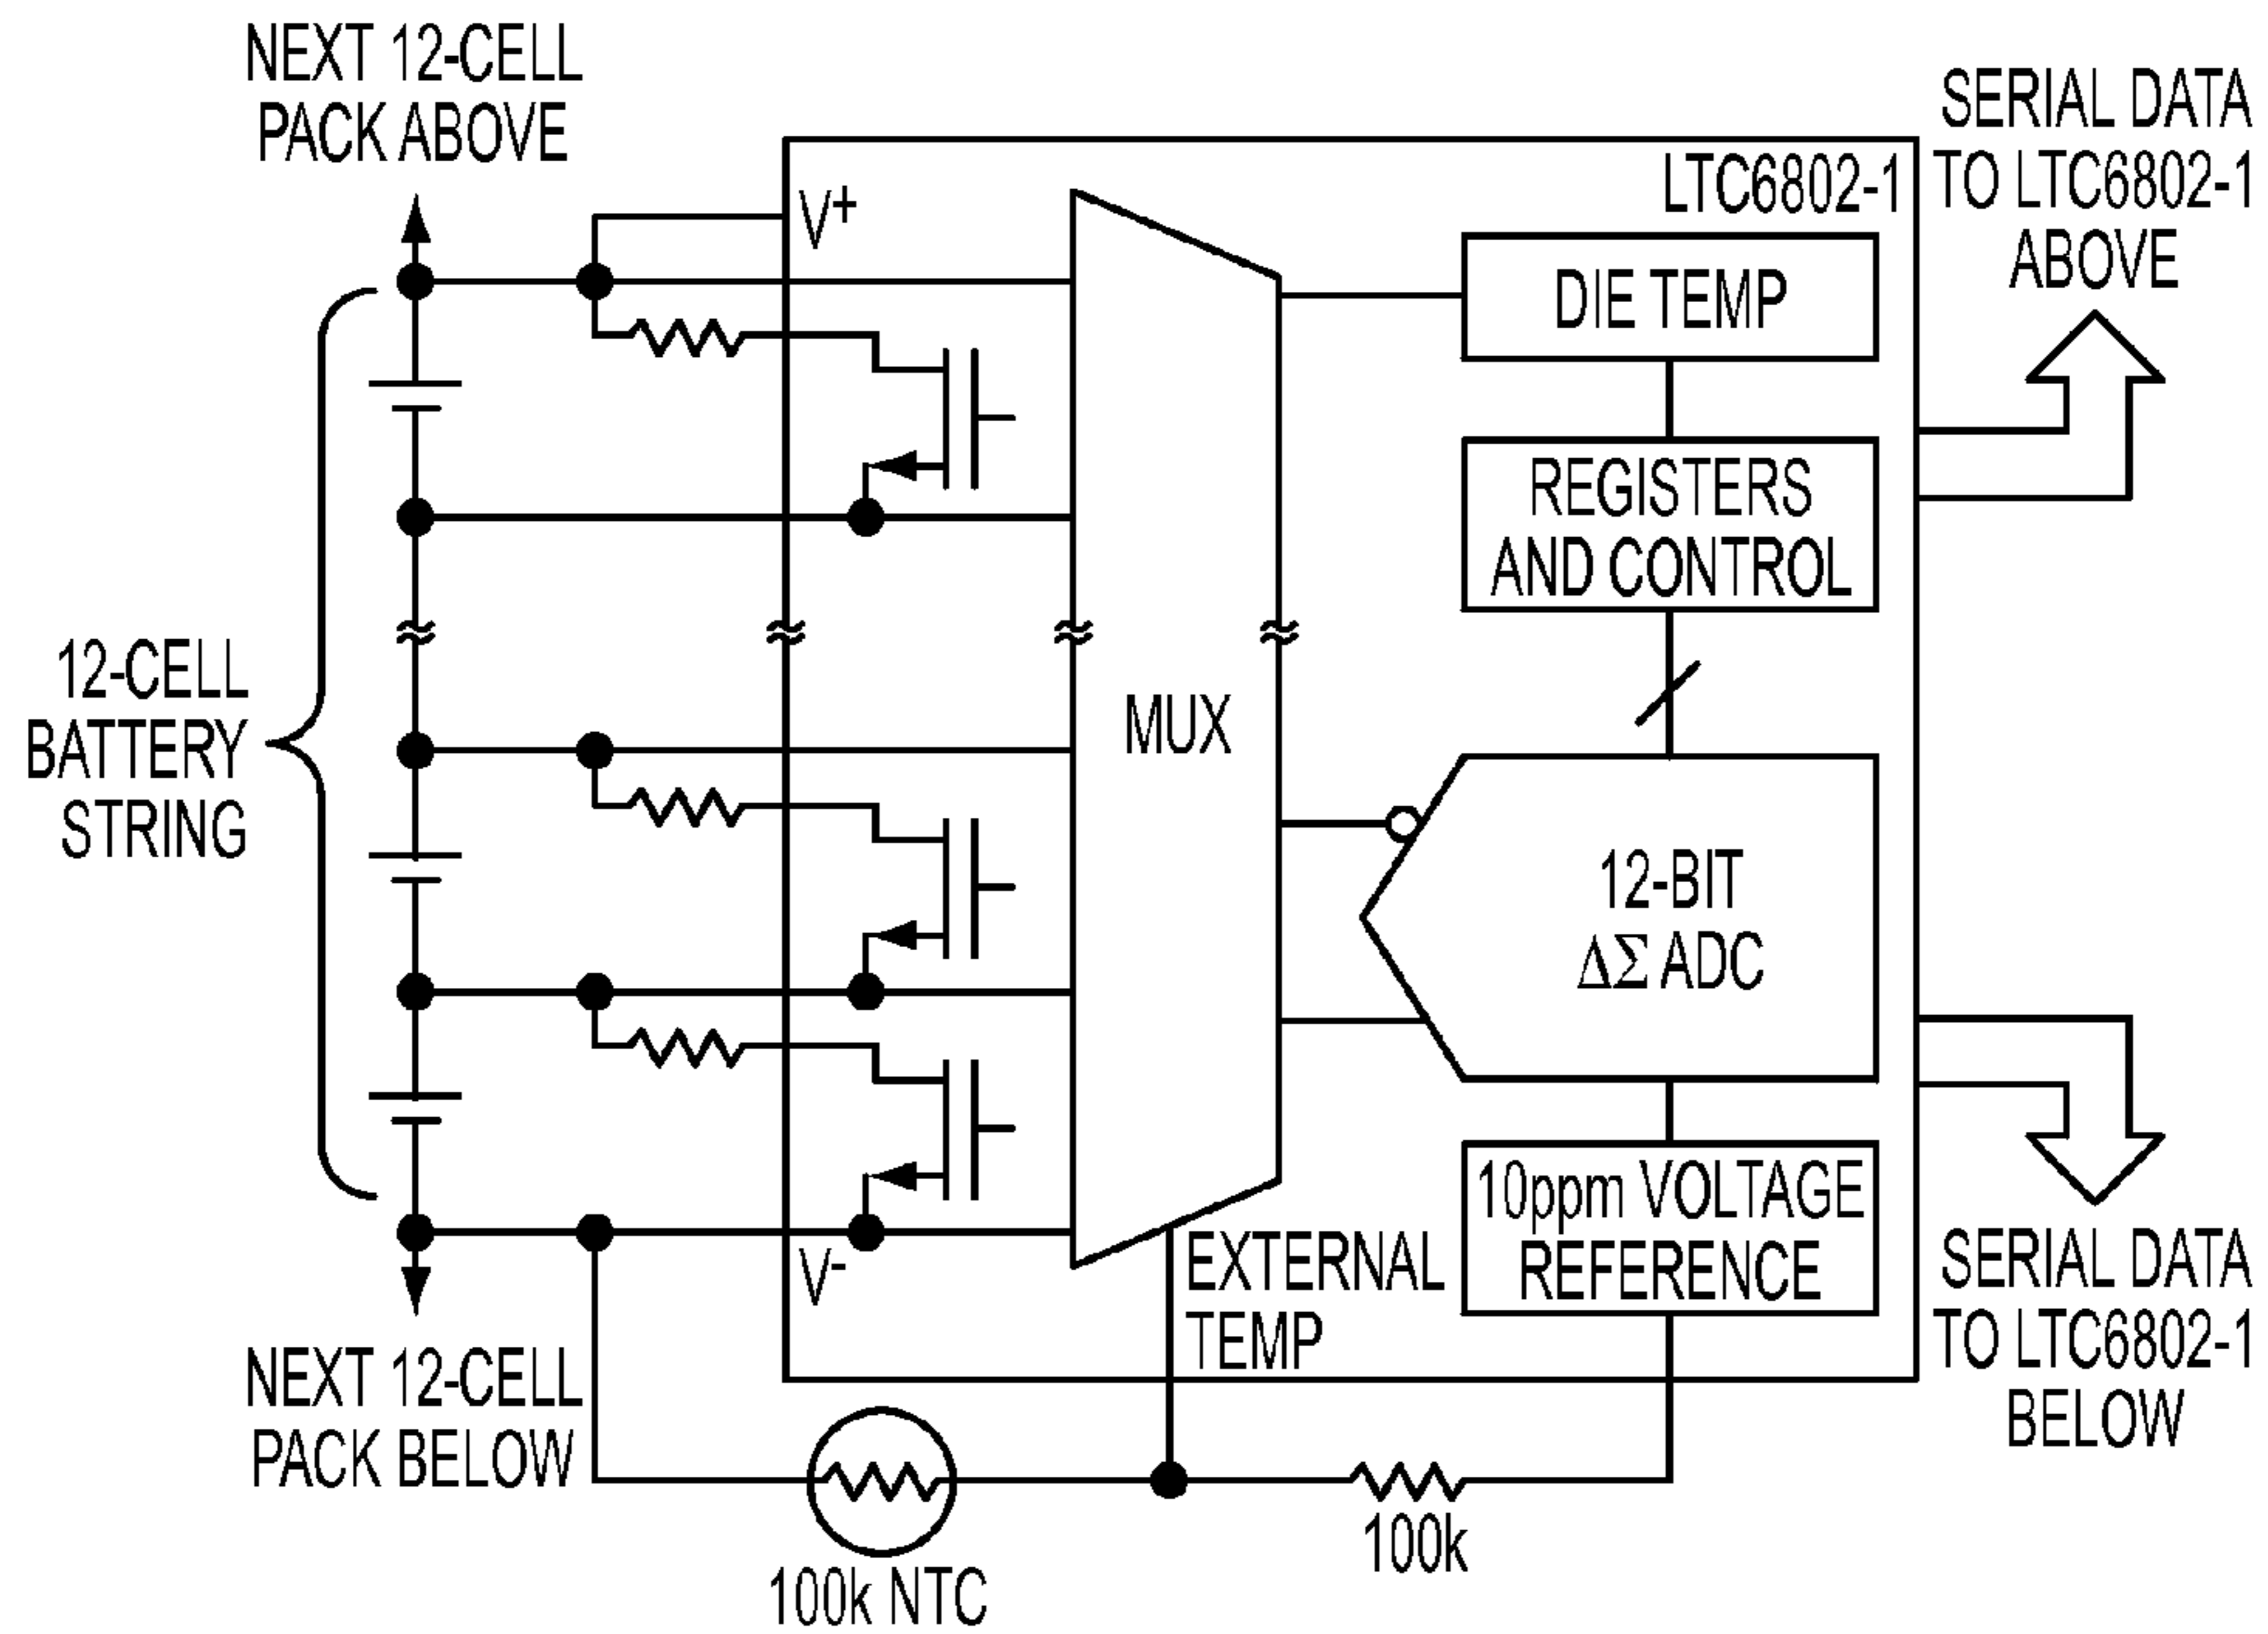 NEXT 12-CELL
PACK ABOVE
SERIAL DATA
TO LTC6802-1
ABOVE
LTC6802-1
V+
DIE TEMP
REGISTERS
AND CONTROL
12-CELL
BATTERY
STRING
MUX
12-BIT
ΔΣ ADC
10ppm VOLTAGE
REFERENCE
V-
EXTERNAL
TEMP
SERIAL DATA
TO LTC6802-1
BELOW
NEXT 12-CELL
PACK BELOW
100k NTC
100k